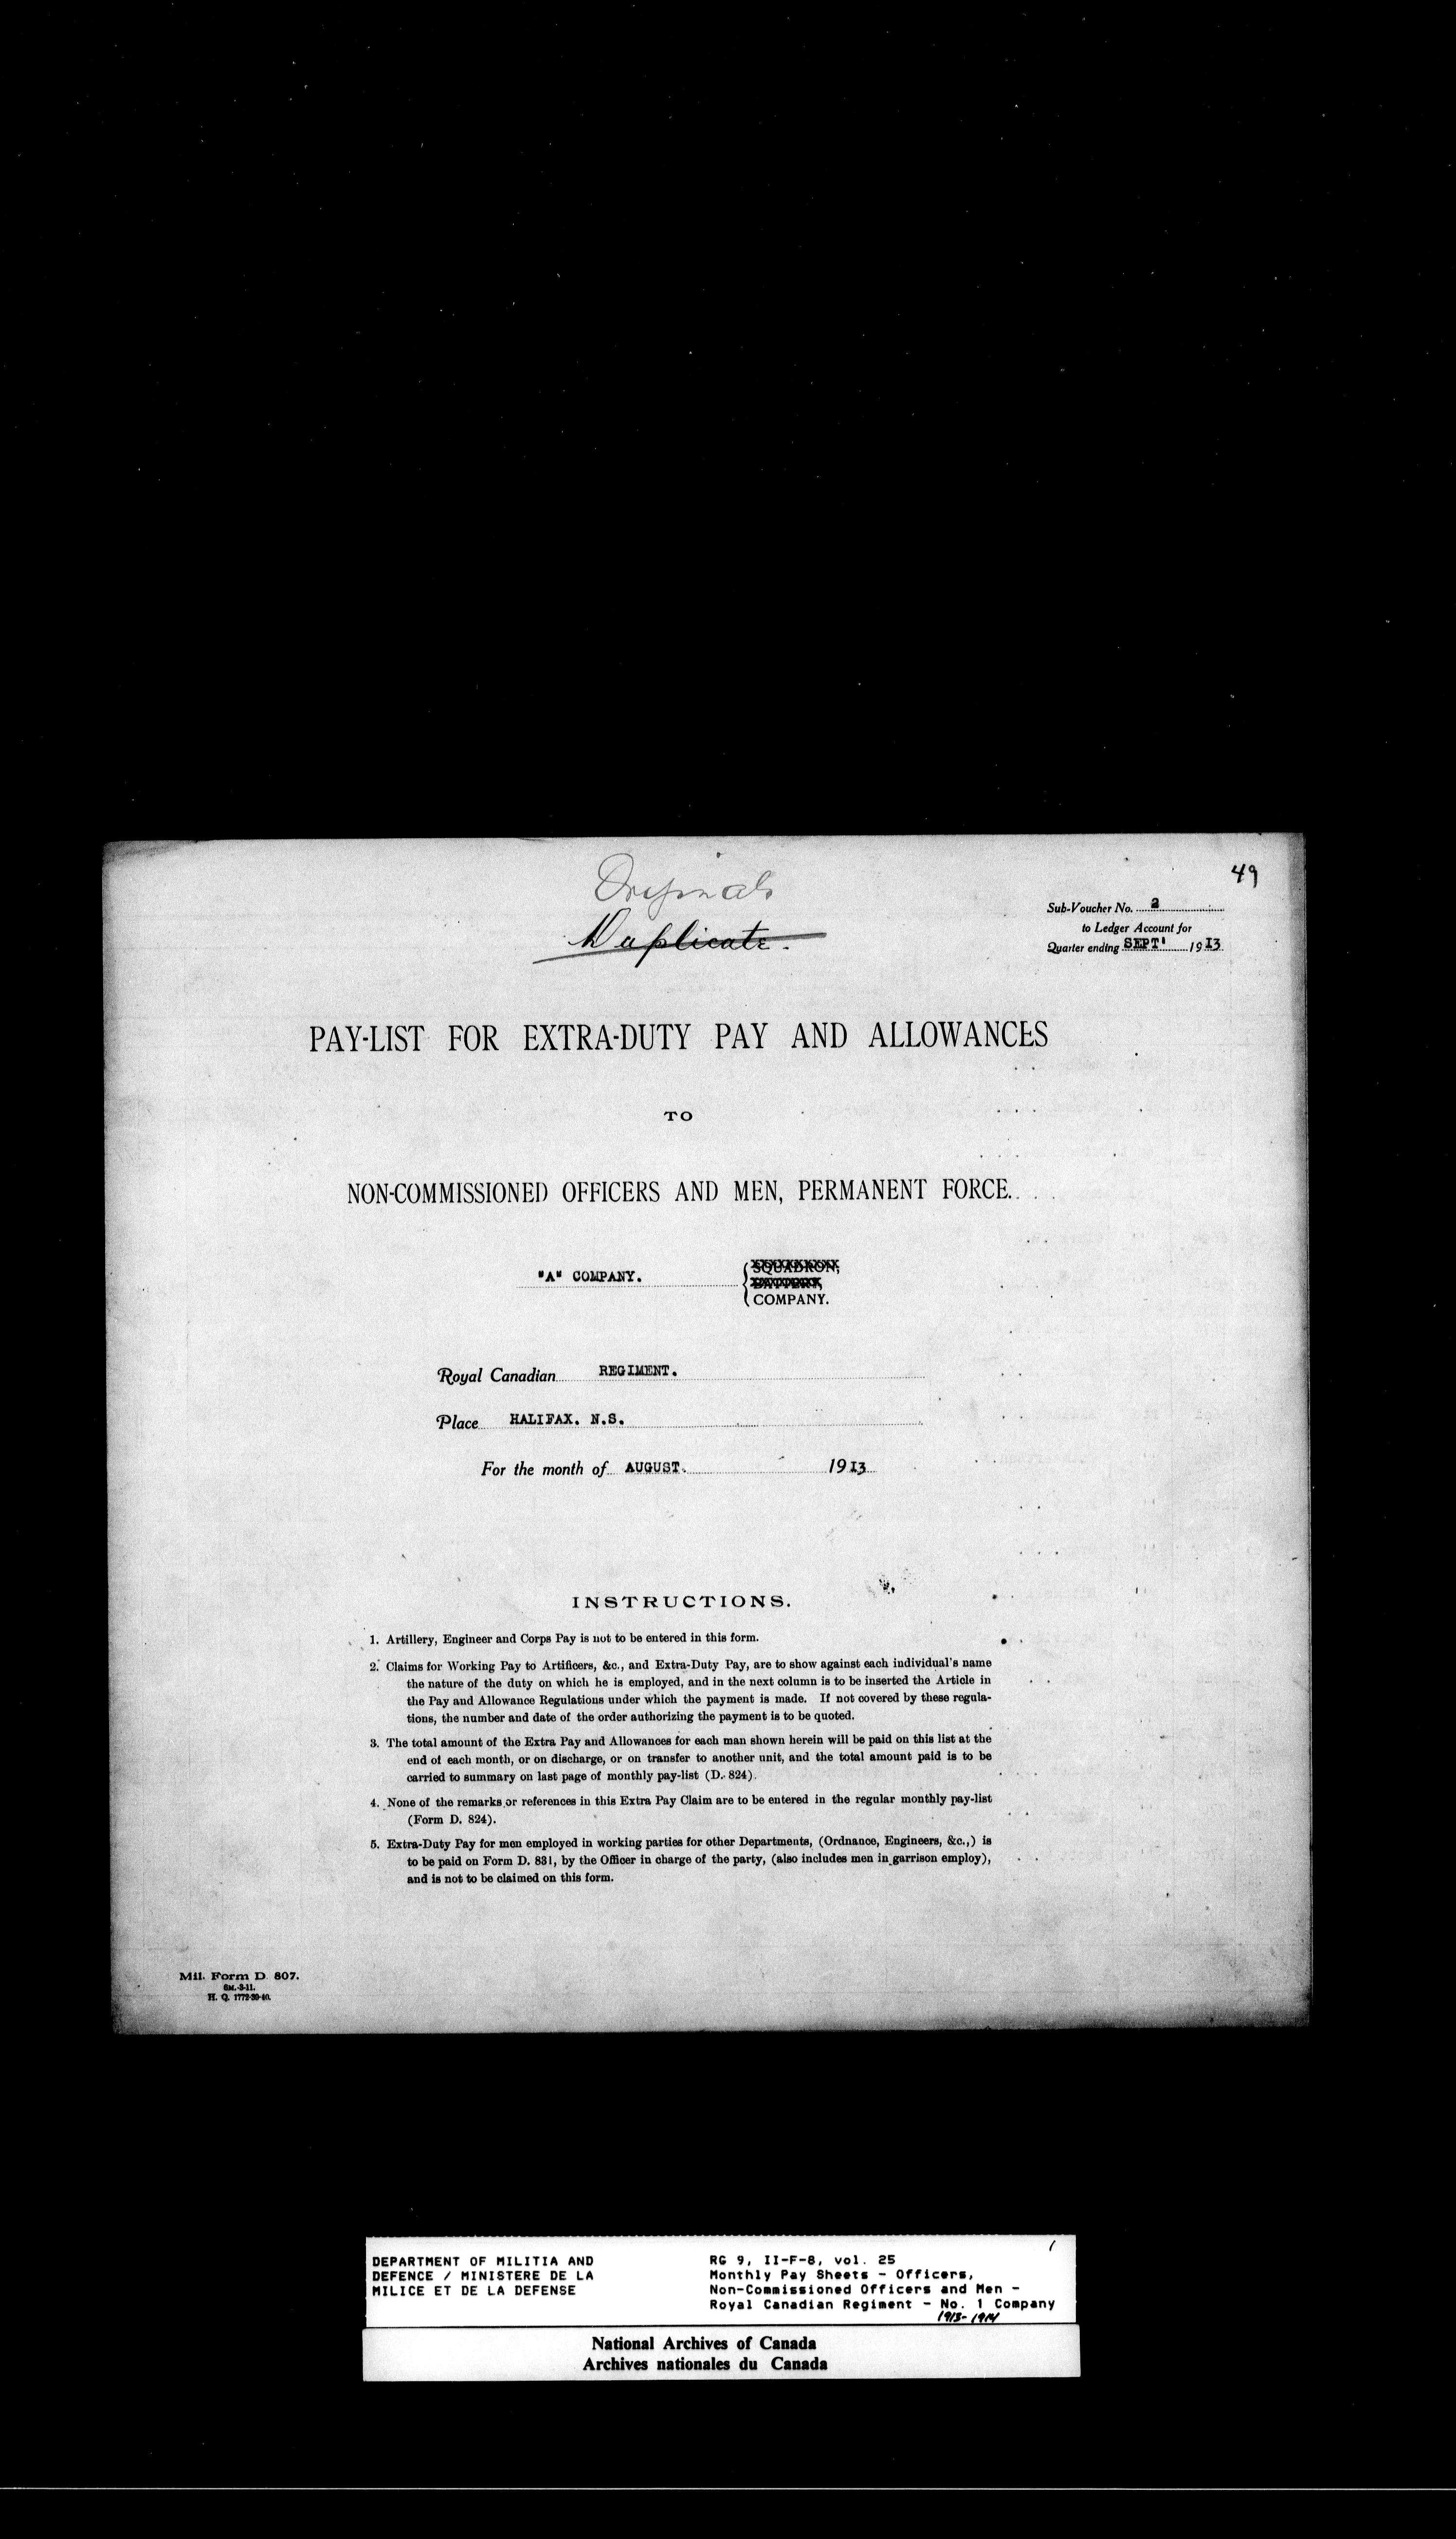 49
Original
Duplicate.
Sub-Voucher No. 2
to Ledger Account for
Quarter ending SEPT' 1913
PAY-LIST FOR EXTRA-DUTY PAY AND ALLOWANCES
TO
NON-COMMISSIONED OFFICERS AND MEN, PERMANENT FORCE.
"A" COMPANY.
SQUADRON,
BATTERY,
COMPANY.
Royal Canadian REGIMENT.
Place HALIFAX. N.S.
For the month of AUGUST. 1913
INSTRUCTIONS.
1. Artillery, Engineer and Corps Pay is not to be entered in this form.
2. Claims for Working Pay to Artificers, &c., and Extra-Duty Pay, are to show against each individual's name
the nature of the duty on which he is employed, and in the next column is to be inserted the Article in
the Pay and Allowance Regulations under which the payment is made. If not covered by these regula-
tions, the number and date of the order authorizing the payment is to be quoted.
3. The total amount of the Extra Pay and Allowances for each man shown herein will be paid on this list at the
end of each month, or on discharge, or on transfer to another unit, and the total amount paid is to be
carried to summary on last page of monthly pay-list (D. 824).
4. None of the remarks or references in this Extra Pay Claim are to be entered in the regular monthly pay-list
(Form D. 824).
5. Extra-Duty Pay for men employed in working parties for other Departments, (Ordnance, Engineers, &c.,) is
to be paid on Form D. 831, by the Officer in charge of the party, (also includes men in garrison employ),
and is not to be claimed on this form.
Mil. Form D. 807.
H. Q. 1772-39-
1
DEPARTMENT OF MILITIA AND
DEFENCE / MINISTERE DE LA
MILICE ET DE LA DEFENSE
RG 9, II-F-8, vol. 25
Monthly Pay Sheets - Officers,
Non-Commissioned Officers and Men -
Royal Canadian Regiment - No. 1 Company
1913-1914
National Archives of Canada
Archives nationales du Canada